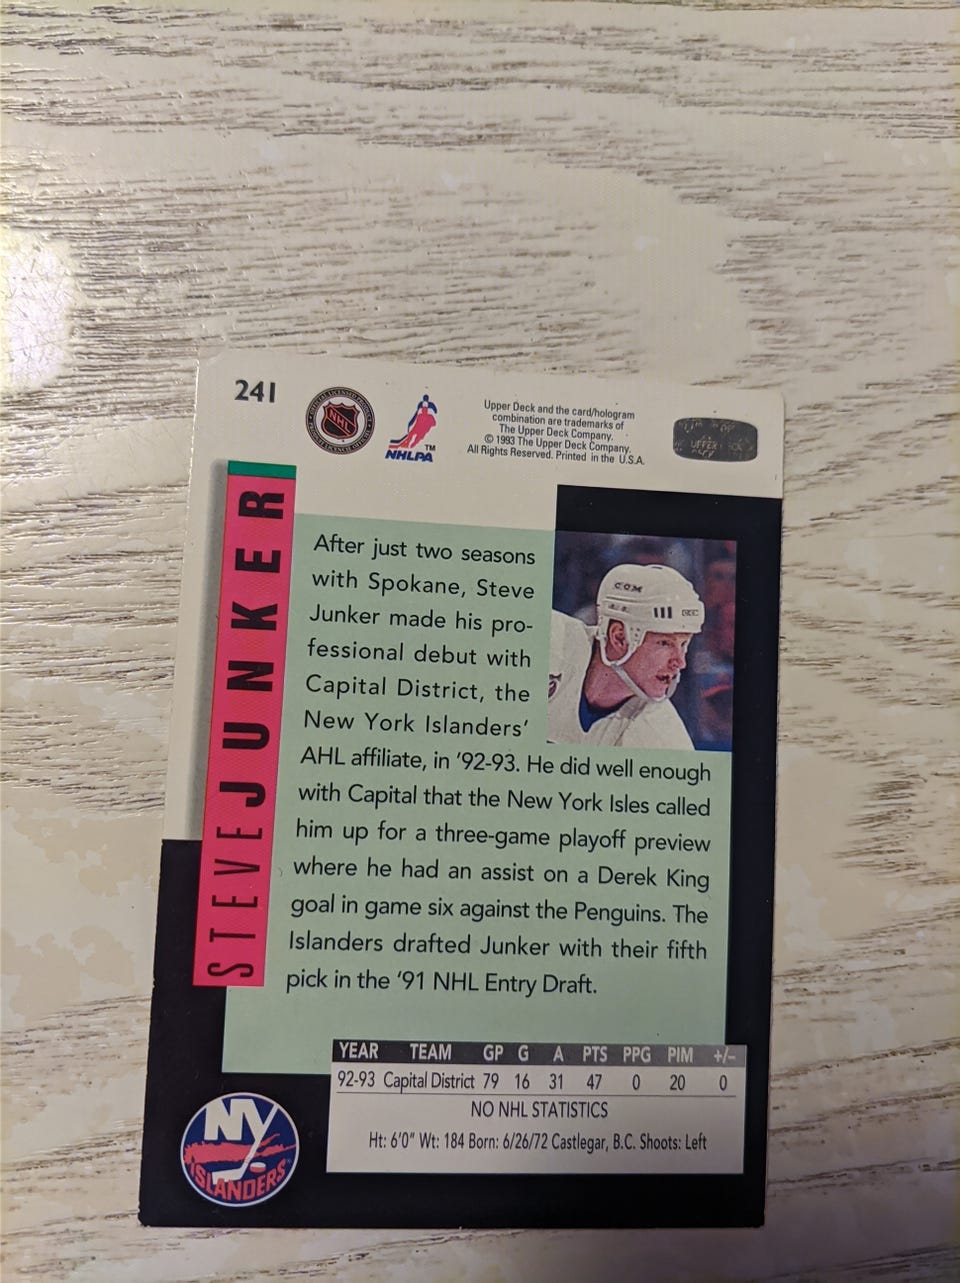 241
NHL
NHLPA
TM
Upper Deck and the card/hologram
combination are trademarks of
The Upper Deck Company.
© 1993 The Upper Deck Company.
All Rights Reserved. Printed in the U.S.A.
STEVE JUNKER
After just two seasons
with Spokane, Steve
Junker made his pro-
fessional debut with
Capital District, the
New York Islanders'
AHL affiliate, in '92-93. He did well enough
with Capital that the New York Isles called
him up for a three-game playoff preview
where he had an assist on a Derek King
goal in game six against the Penguins. The
Islanders drafted Junker with their fifth
pick in the '91 NHL Entry Draft.
CCM
YEAR TEAM GP G A PTS PPG PIM +/–
92-93 Capital District 79 16 31 47 0 20 0
NO NHL STATISTICS
Ht: 6'0" Wt: 184 Born: 6/26/72 Castlegar, B.C. Shoots: Left
NY
ISLANDERS